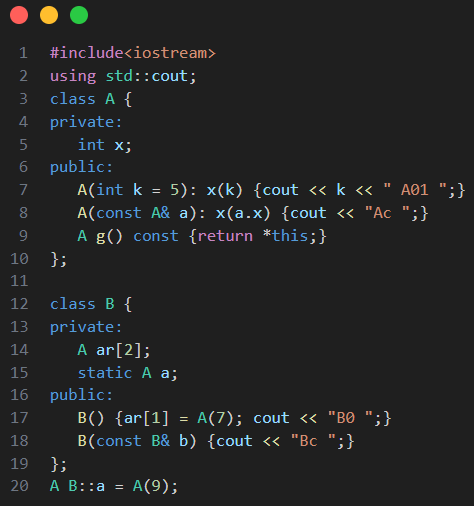 1 #include<iostream>
2 using std::cout;
3 class A {
4 private:
5    int x;
6 public:
7    A(int k = 5): x(k) {cout << k << " A01 ";}
8    A(const A& a): x(a.x) {cout << "Ac ";}
9    A g() const {return *this;}
10 };
11
12 class B {
13 private:
14    A ar[2];
15    static A a;
16 public:
17    B() {ar[1] = A(7); cout << "B0 ";}
18    B(const B& b) {cout << "Bc ";}
19 };
20 A B::a = A(9);